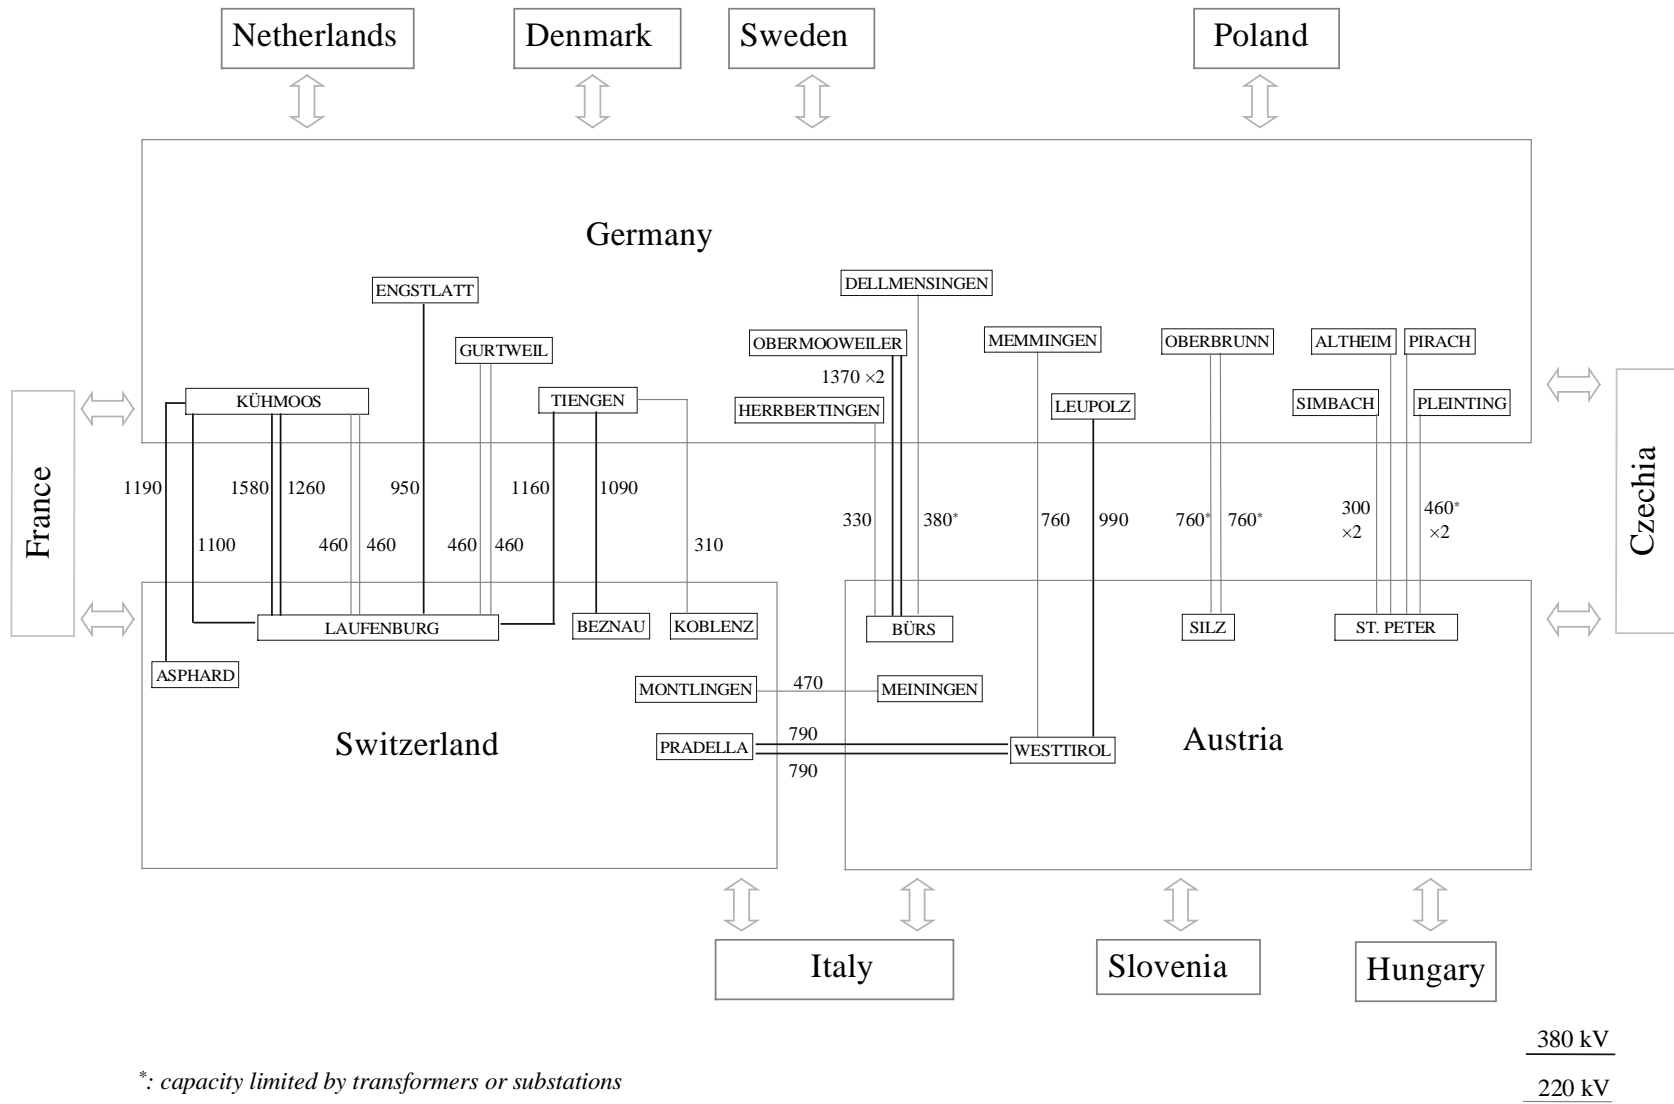 Netherlands
Denmark
Sweden
Poland
Germany
ENGSTLATT
DELLMENSINGEN
GURTWEIL
OBERMOOWEILER
MEMMINGEN
OBERBRUNN
ALTHEIM
PIRACH
1370 ×2
KÜHMOOS
TIENGEN
HERRBERTINGEN
LEUPOLZ
SIMBACH
PLEINTING
France
Czechia
1190
1580
1260
950
1160
1090
330
380*
760
990
760*
760*
300
×2
460*
×2
1100
460
460
460
460
310
LAUFENBURG
BEZNAU
KOBLENZ
BÜRS
SILZ
ST. PETER
ASPHARD
MONTLINGEN
470
MEININGEN
Switzerland
PRADELLA
790
790
WESTTIROL
Austria
Italy
Slovenia
Hungary
380 kV
220 kV
*: capacity limited by transformers or substations